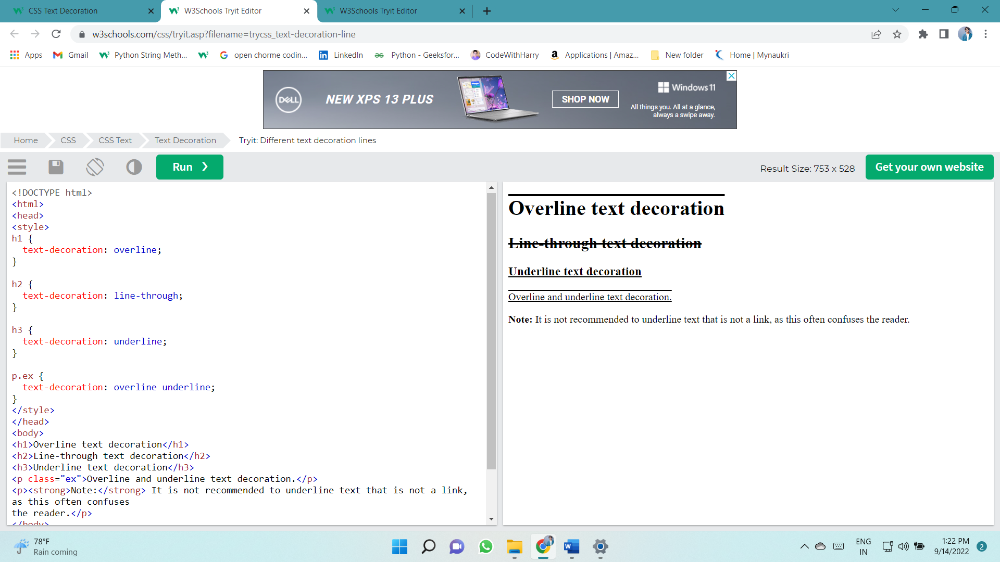 CSS Text Decoration
W3Schools Tryit Editor
W3Schools Tryit Editor
w3schools.com/css/tryit.asp?filename=trycss_text-decoration-line
Apps
Gmail
Python String Meth...
open chorme codin...
LinkedIn
Python - Geeksfor...
CodeWithHarry
Applications | Amaz...
New folder
Home | Mynaukri
DELL
NEW XPS 13 PLUS
SHOP NOW
Windows 11
All things you. All at a glance,
always a swipe away.
Home
CSS
CSS Text
Text Decoration
Tryit: Different text decoration lines
Run ❯
Result Size: 753 x 528
Get your own website
<!DOCTYPE html>
<html>
<head>
<style>
h1 {
  text-decoration: overline;
}
h2 {
  text-decoration: line-through;
}
h3 {
  text-decoration: underline;
}
p.ex {
  text-decoration: overline underline;
}
</style>
</head>
<body>
<h1>Overline text decoration</h1>
<h2>Line-through text decoration</h2>
<h3>Underline text decoration</h3>
<p class="ex">Overline and underline text decoration.</p>
<p><strong>Note:</strong> It is not recommended to underline text that is not a link,
as this often confuses
the reader.</p>
</body>
Overline text decoration
Line-through text decoration
Underline text decoration
Overline and underline text decoration.
Note: It is not recommended to underline text that is not a link, as this often confuses the reader.
78°F
Rain coming
ENG
IN
1:22 PM
9/14/2022
2